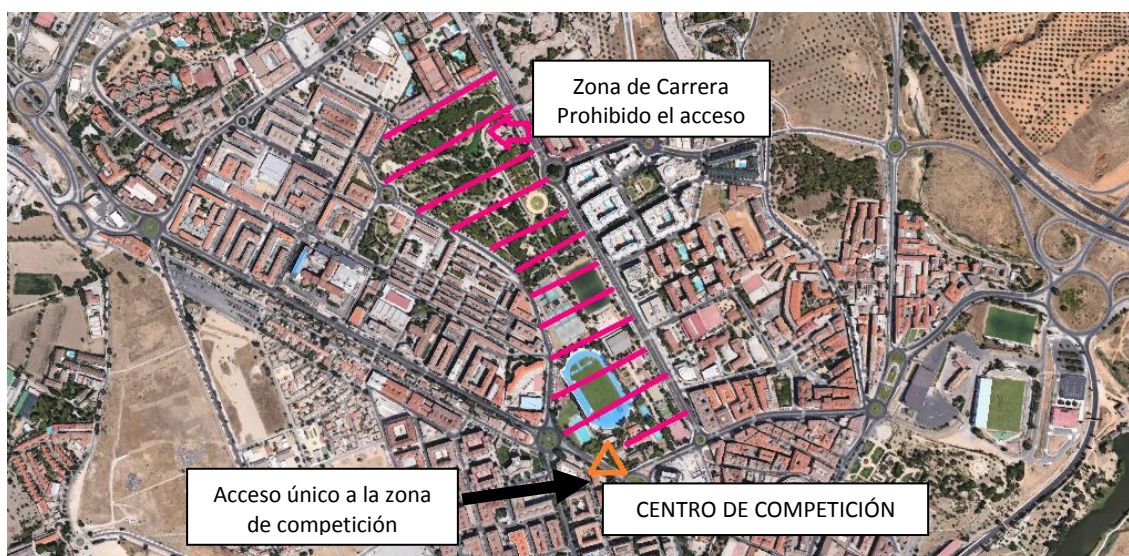 Zona de Carrera
Prohibido el acceso
Acceso único a la zona
de competición
CENTRO DE COMPETICIÓN